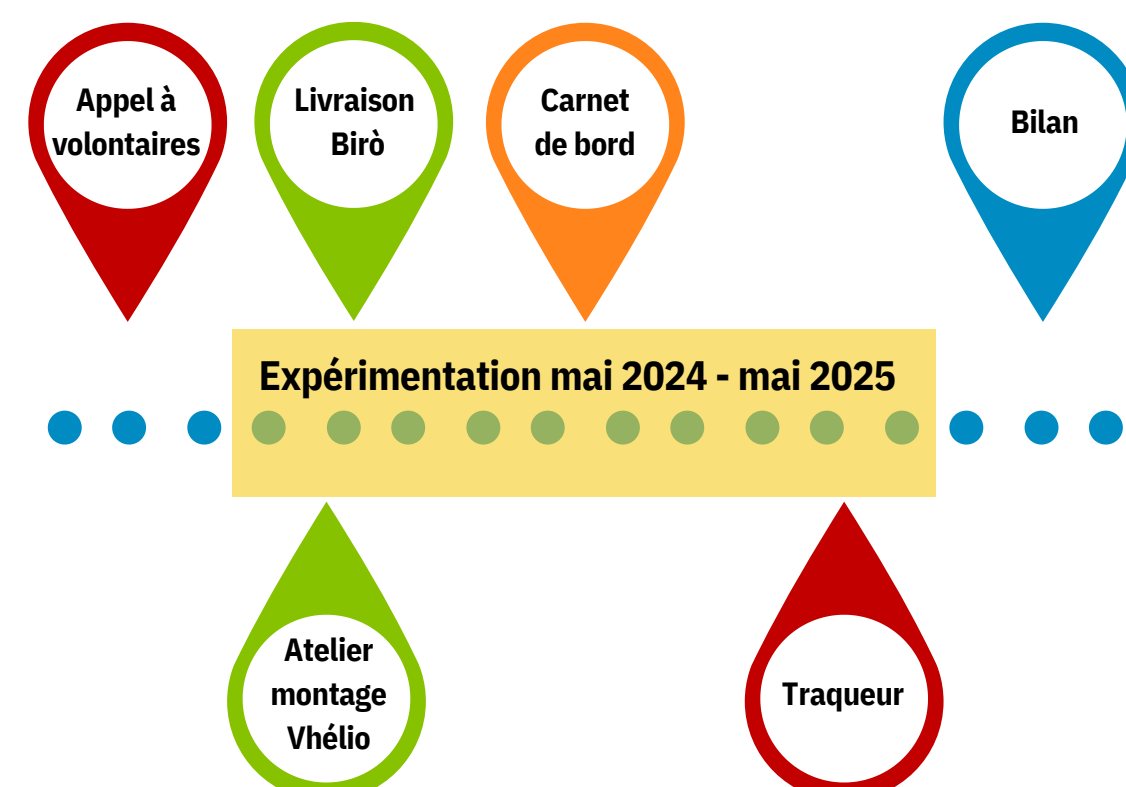 Appel à
volontaires
Livraison
Birò
Carnet
de bord
Bilan
Expérimentation mai 2024 - mai 2025
Atelier
montage
Vhélio
Traqueur